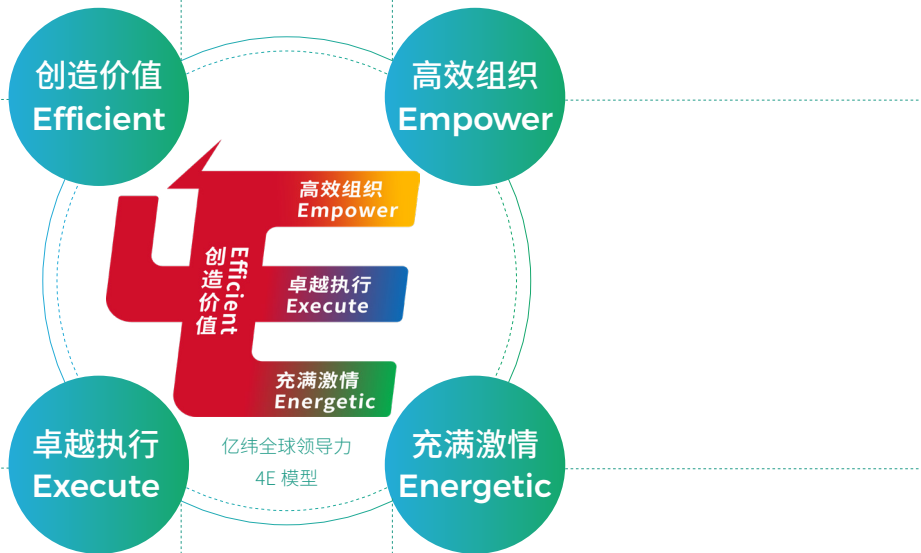 创造价值
Efficient
高效组织
Empower
高效组织
Empower
创造价值
Efficient
卓越执行
Execute
充满激情
Energetic
亿纬全球领导力
4E 模型
卓越执行
Execute
充满激情
Energetic